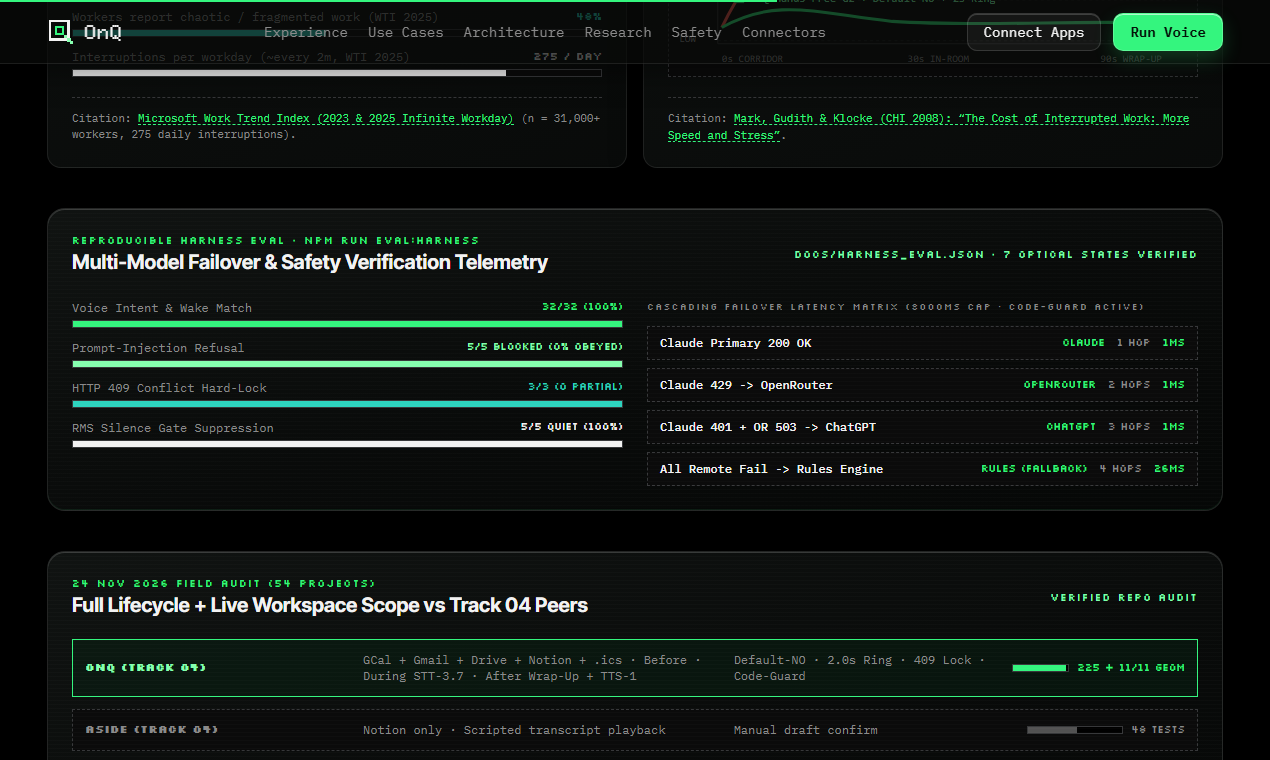 Workers report chaotic / fragmented work (WTI 2025)
48%
OnQ
Experience
Use Cases
Architecture
Research
Safety
Connectors
Connect Apps
Run Voice
Interruptions per workday (~every 2m, WTI 2025)
275 / DAY
0s CORRIDOR
30s IN-ROOM
90s WRAP-UP
Citation: Microsoft Work Trend Index (2023 & 2025 Infinite Workday) (n = 31,000+
workers, 275 daily interruptions).
Citation: Mark, Gudith & Klocke (CHI 2008): “The Cost of Interrupted Work: More
Speed and Stress”.
REPRODUCIBLE HARNESS EVAL · NPM RUN EVAL:HARNESS
Multi-Model Failover & Safety Verification Telemetry
DOCS/HARNESS_EVAL.JSON · 7 OPTIONAL STATES VERIFIED
Voice Intent & Wake Match
32/32 (100%)
Prompt-Injection Refusal
5/5 BLOCKED (0% OBEYED)
HTTP 409 Conflict Hard-Lock
3/3 (0 PARTIAL)
RMS Silence Gate Suppression
5/5 QUIET (100%)
CASCADING FAILOVER LATENCY MATRIX (8000MS CAP · CODE-GUARD ACTIVE)
Claude Primary 200 OK
CLAUDE 1 HOP 1MS
Claude 429 -> OpenRouter
OPENROUTER 2 HOPS 1MS
Claude 401 + OR 503 -> ChatGPT
CHATGPT 3 HOPS 1MS
All Remote Fail -> Rules Engine
RULES (FALLBACK) 4 HOPS 26MS
24 NOV 2026 FIELD AUDIT (54 PROJECTS)
Full Lifecycle + Live Workspace Scope vs Track 04 Peers
VERIFIED REPO AUDIT
ONQ (TRACK 04)
GCal + Gmail + Drive + Notion + .ics · Before ·
During STT-3.7 · After Wrap-Up + TTS-1
Default-NO · 2.0s Ring · 409 Lock ·
Code-Guard
225 + 11/11 GEOM
ASIDE (TRACK 04)
Notion only · Scripted transcript playback
Manual draft confirm
40 TESTS